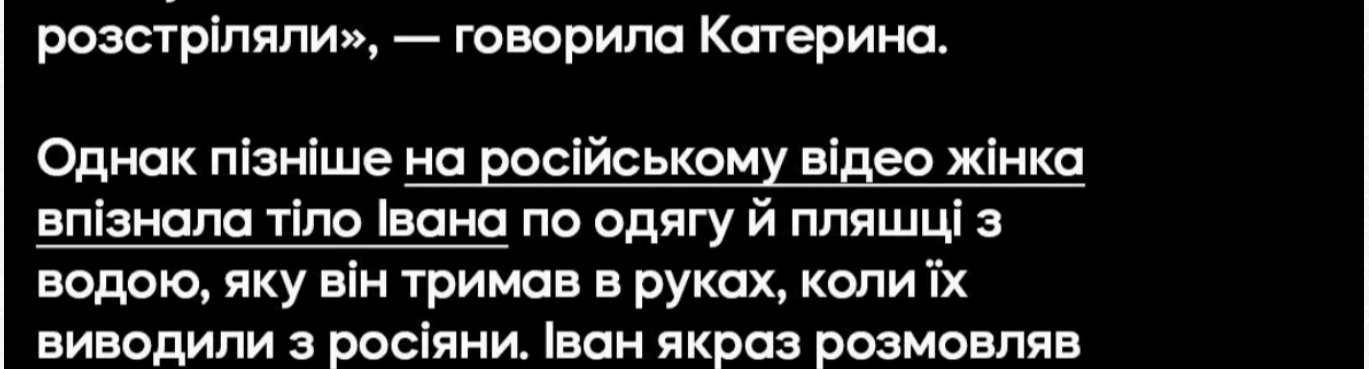 розстріляли», — говорила Катерина.
Однак пізніше на російському відео жінка
впізнала тіло Івана по одягу й пляшці з
водою, яку він тримав в руках, коли їх
виводили з росіяни. Іван якраз розмовляв